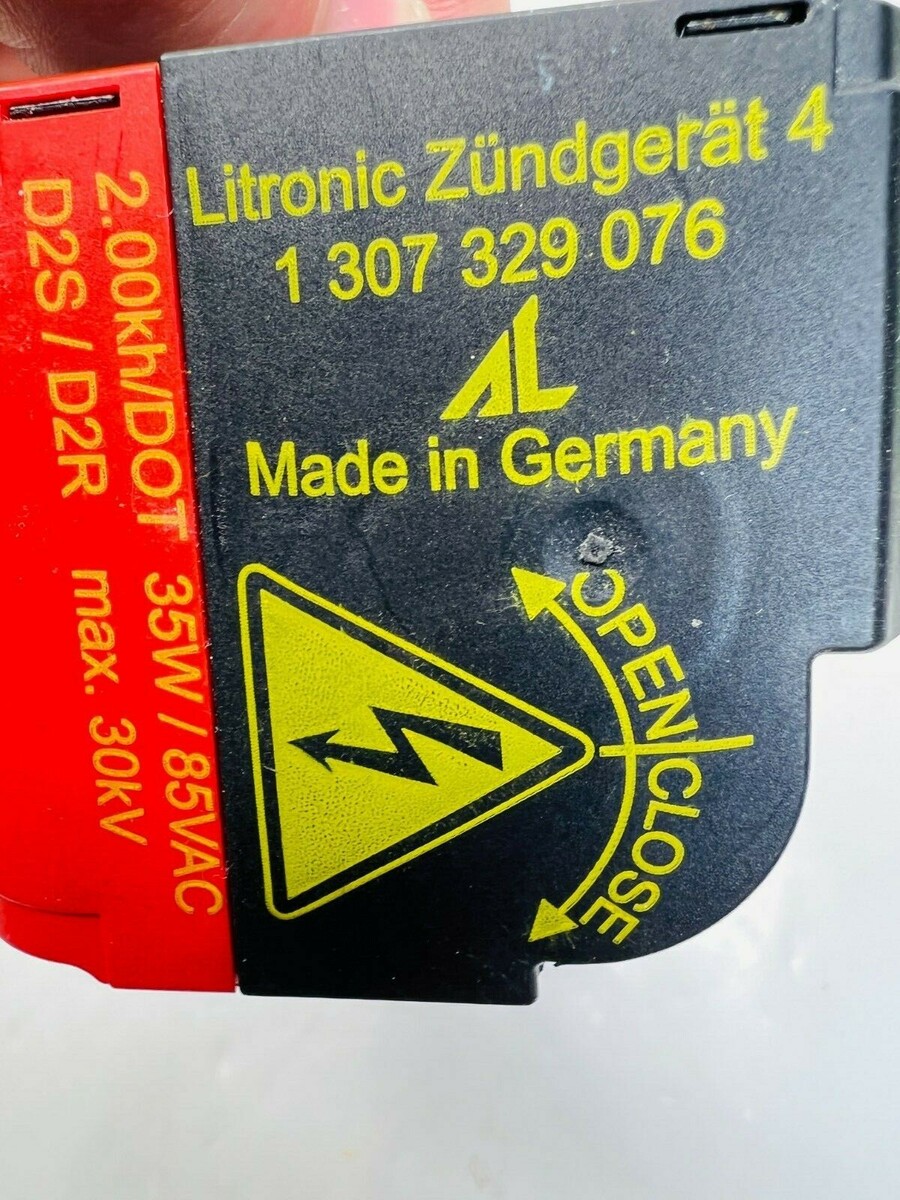 Litronic Zündgerät 4
1 307 329 076
AL
Made in Germany
OPEN/CLOSE
2.00kh/DOT 35W / 85VAC
D2S / D2R max. 30kV